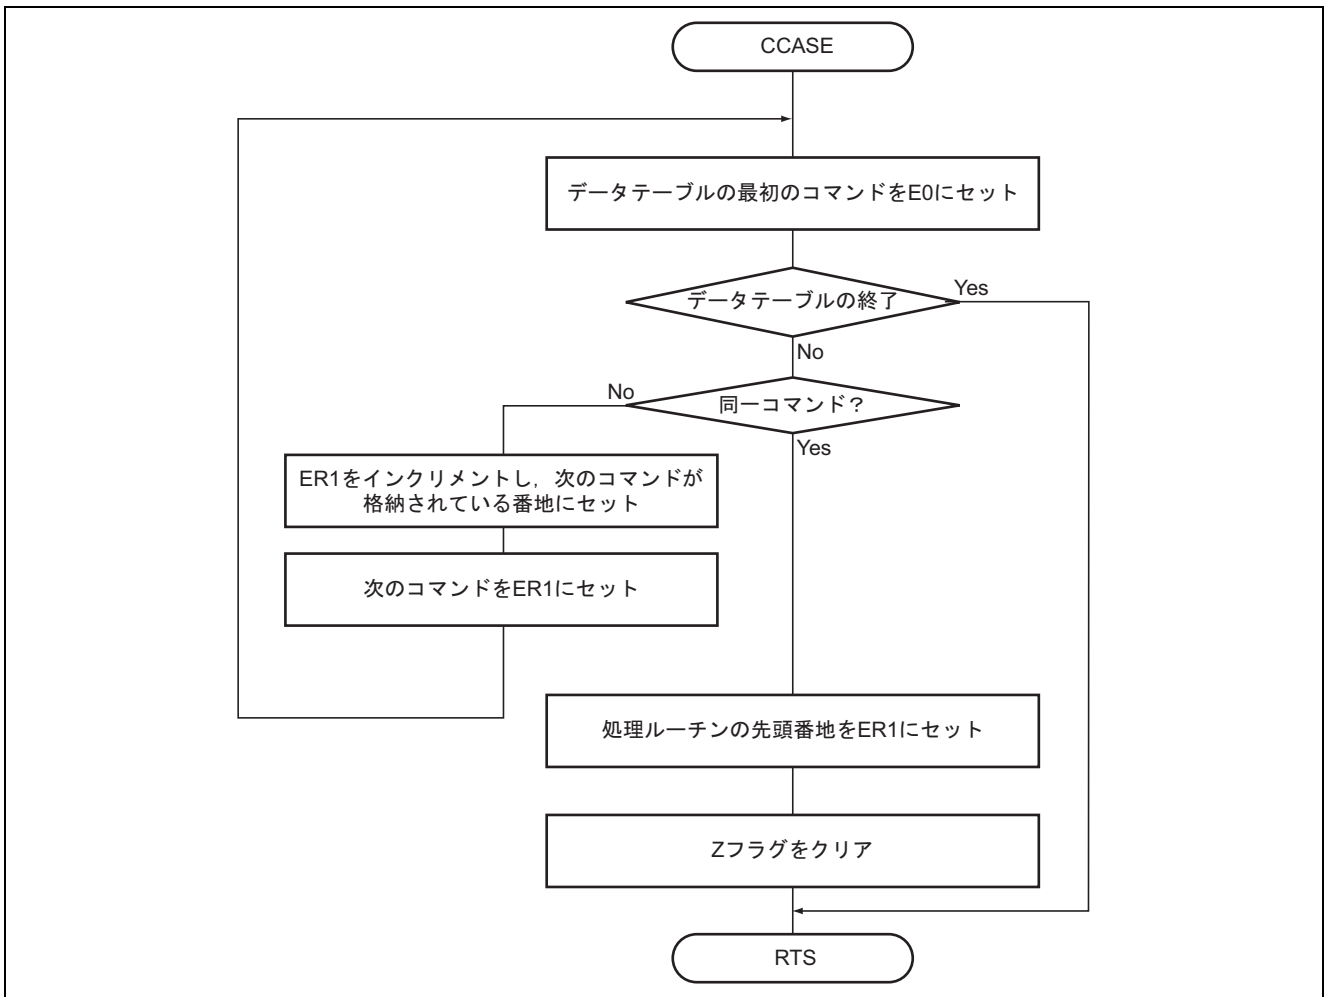 CCASE
データテーブルの最初のコマンドをE0にセット
データテーブルの終了
Yes
No
同一コマンド？
No
Yes
ER1をインクリメントし，次のコマンドが
格納されている番地にセット
次のコマンドをER1にセット
処理ルーチンの先頭番地をER1にセット
Zフラグをクリア
RTS